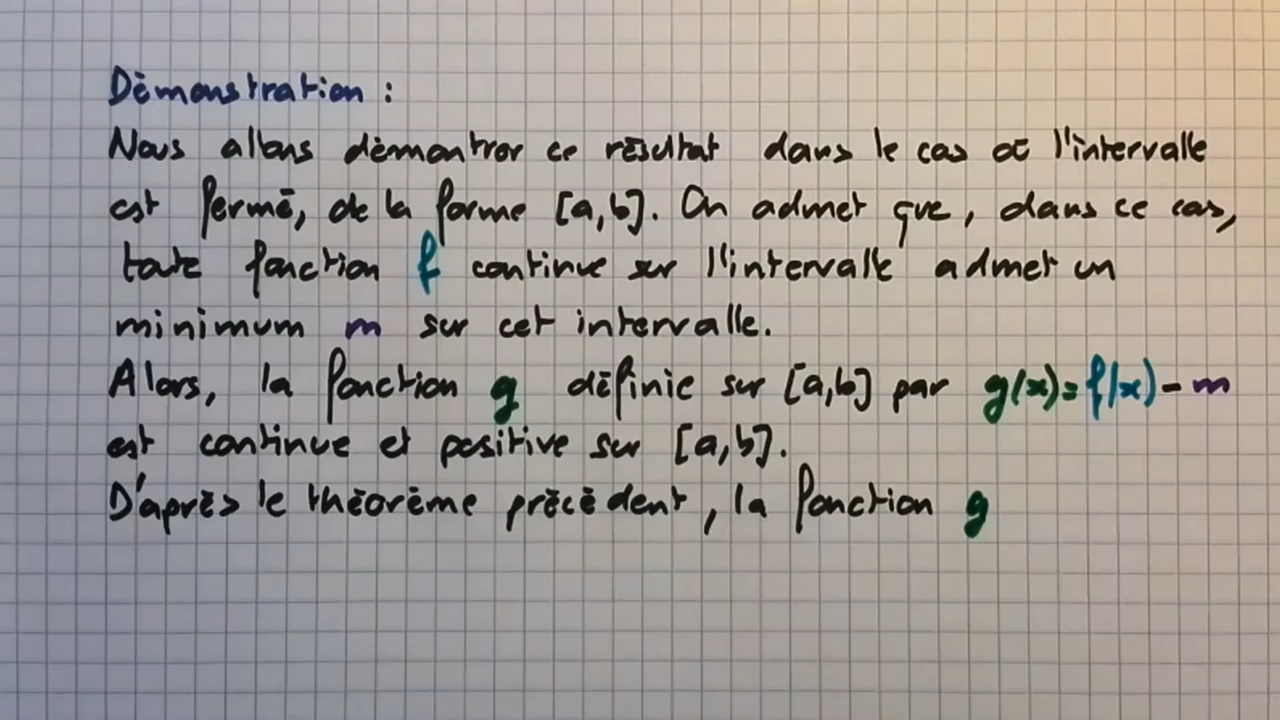 Démonstration :
Nous allons démontrer ce résultat dans le cas où l'intervalle
est fermé, de la forme [a,b]. On admet que, dans ce cas,
toute fonction f continue sur l'intervalle admet un
minimum m sur cet intervalle.
Alors, la fonction g définie sur [a,b] par g(x)=f(x)-m
est continue et positive sur [a,b].
D'après le théorème précédent, la fonction g